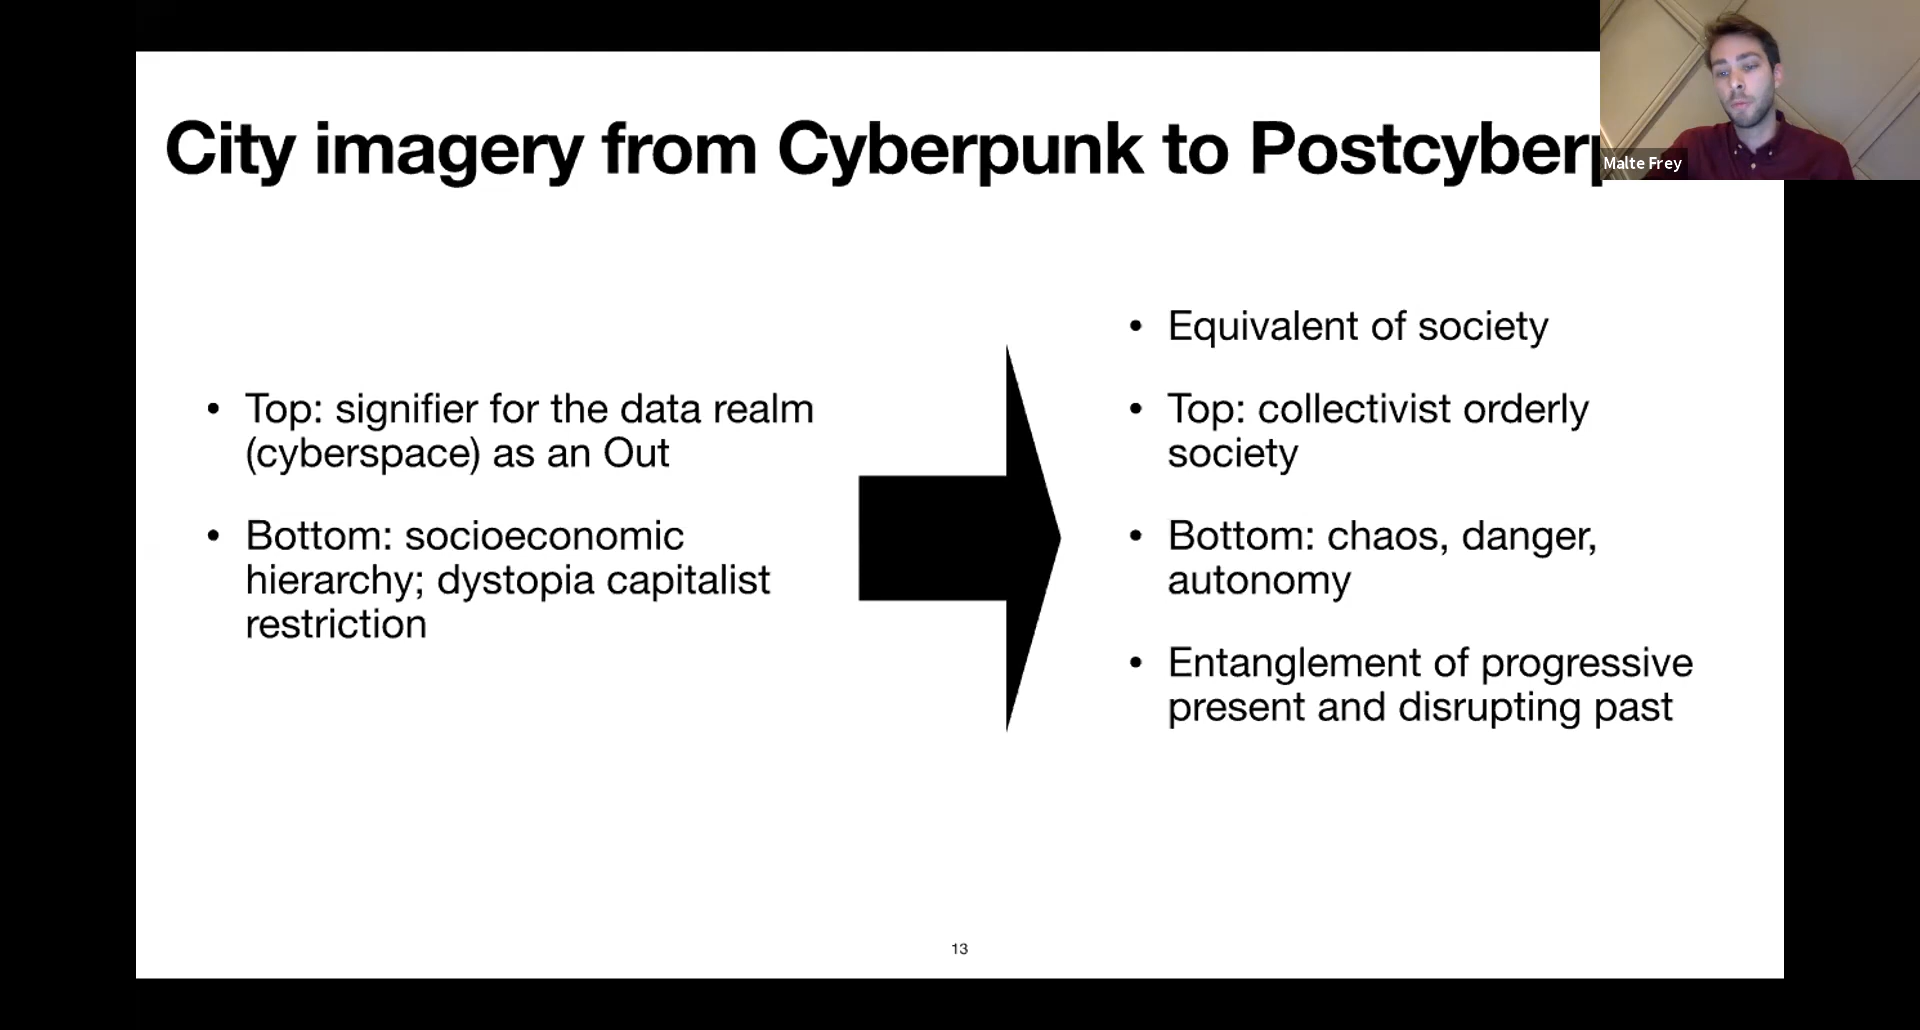 City imagery from Cyberpunk to Postcyberp
Malte Frey
• Top: signifier for the data realm
(cyberspace) as an Out
• Bottom: socioeconomic
hierarchy; dystopia capitalist
restriction
• Equivalent of society
• Top: collectivist orderly
society
• Bottom: chaos, danger,
autonomy
• Entanglement of progressive
present and disrupting past
13